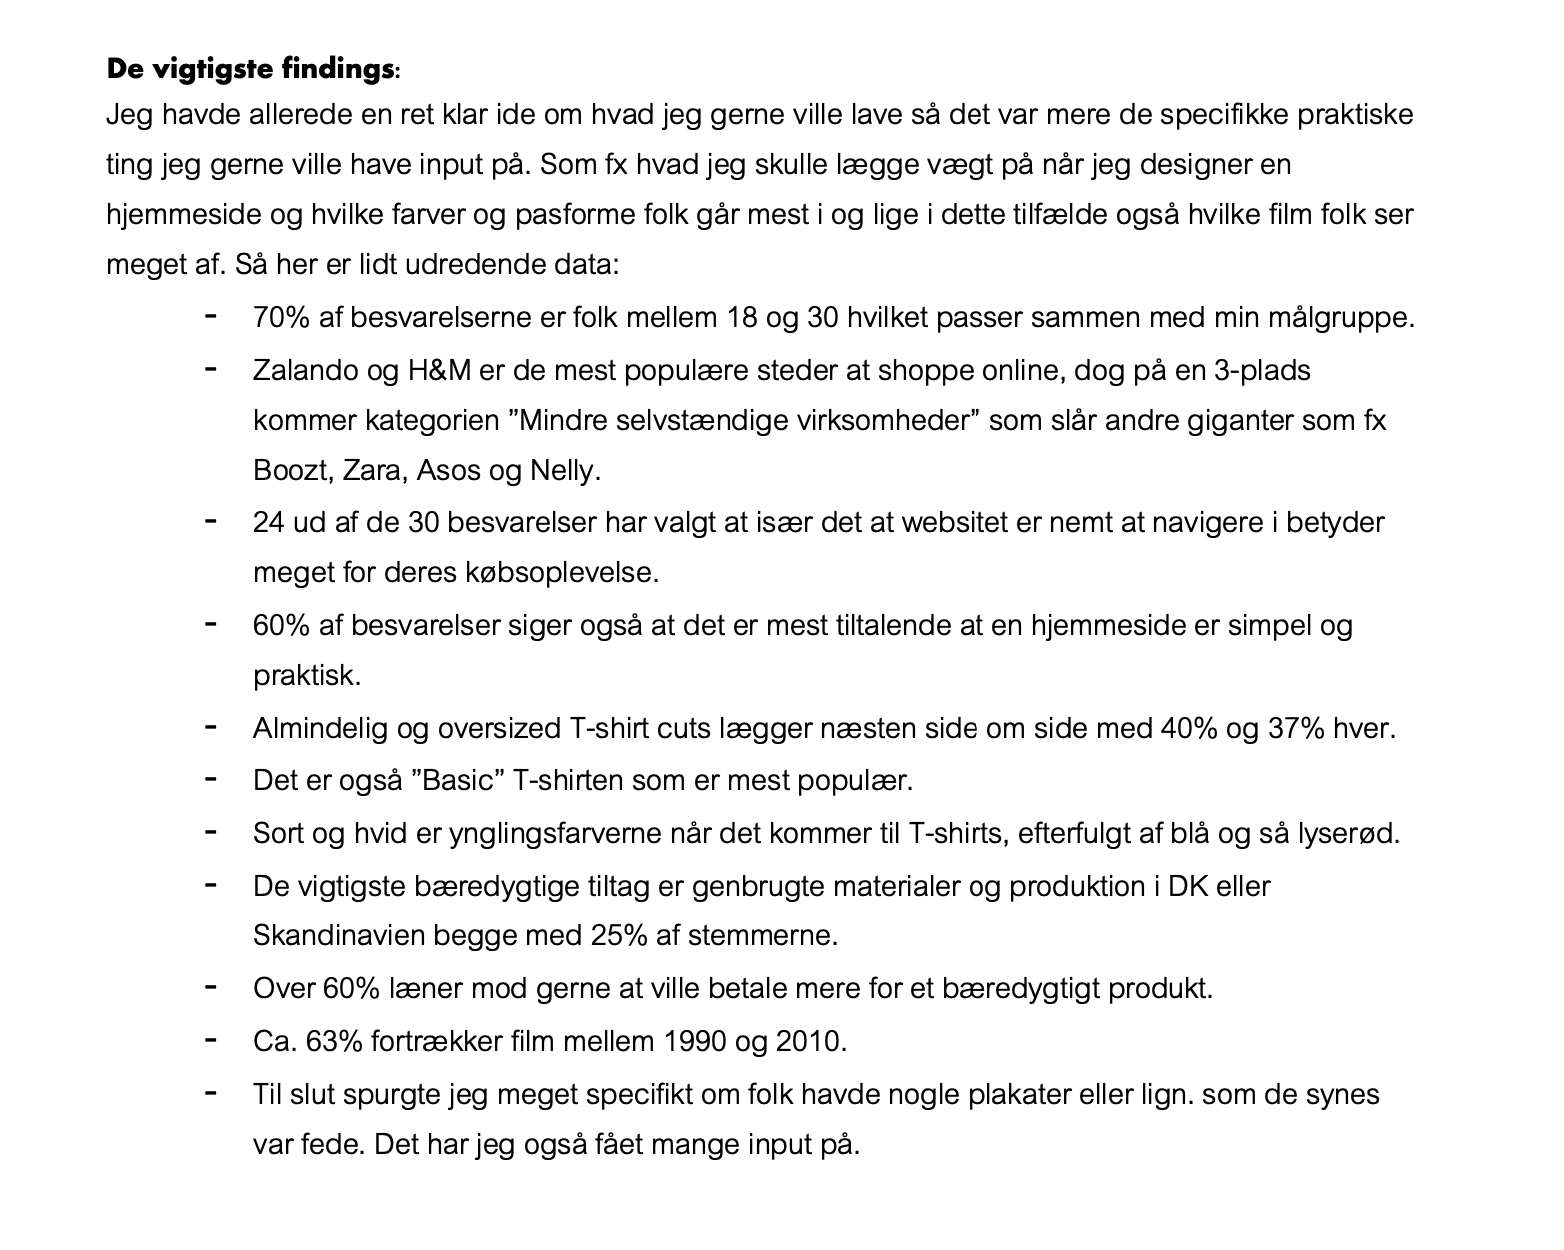 De vigtigste findings:
Jeg havde allerede en ret klar ide om hvad jeg gerne ville lave så det var mere de specifikke praktiske
ting jeg gerne ville have input på. Som fx hvad jeg skulle lægge vægt på når jeg designer en
hjemmeside og hvilke farver og pasforme folk går mest i og lige i dette tilfælde også hvilke film folk ser
meget af. Så her er lidt udredende data:
- 70% af besvarelserne er folk mellem 18 og 30 hvilket passer sammen med min målgruppe.
- Zalando og H&M er de mest populære steder at shoppe online, dog på en 3-plads
kommer kategorien ”Mindre selvstændige virksomheder” som slår andre giganter som fx
Boozt, Zara, Asos og Nelly.
- 24 ud af de 30 besvarelser har valgt at især det at websitet er nemt at navigere i betyder
meget for deres købsoplevelse.
- 60% af besvarelser siger også at det er mest tiltalende at en hjemmeside er simpel og
praktisk.
- Almindelig og oversized T-shirt cuts lægger næsten side om side med 40% og 37% hver.
- Det er også ”Basic” T-shirten som er mest populær.
- Sort og hvid er ynglingsfarverne når det kommer til T-shirts, efterfulgt af blå og så lyserød.
- De vigtigste bæredygtige tiltag er genbrugte materialer og produktion i DK eller
Skandinavien begge med 25% af stemmerne.
- Over 60% læner mod gerne at ville betale mere for et bæredygtigt produkt.
- Ca. 63% fortrækker film mellem 1990 og 2010.
- Til slut spurgte jeg meget specifikt om folk havde nogle plakater eller lign. som de synes
var fede. Det har jeg også fået mange input på.